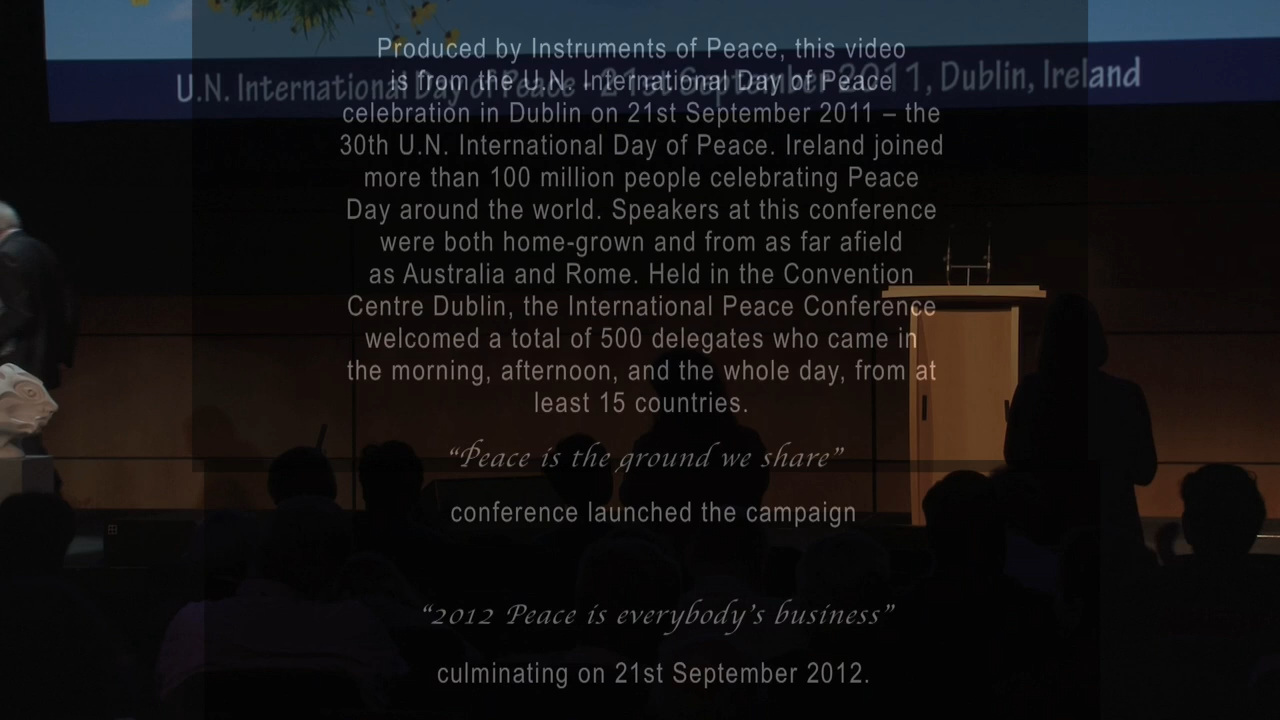 Produced by Instruments of Peace, this video
is from the U.N. International Day of Peace
U.N. International Day of Peace - 21st September 2011, Dublin, Ireland
celebration in Dublin on 21st September 2011 – the
30th U.N. International Day of Peace. Ireland joined
more than 100 million people celebrating Peace
Day around the world. Speakers at this conference
were both home-grown and from as far afield
as Australia and Rome. Held in the Convention
Centre Dublin, the International Peace Conference
welcomed a total of 500 delegates who came in
the morning, afternoon, and the whole day, from at
least 15 countries.
“Peace is the ground we share”
conference launched the campaign
“2012 Peace is everybody’s business”
culminating on 21st September 2012.